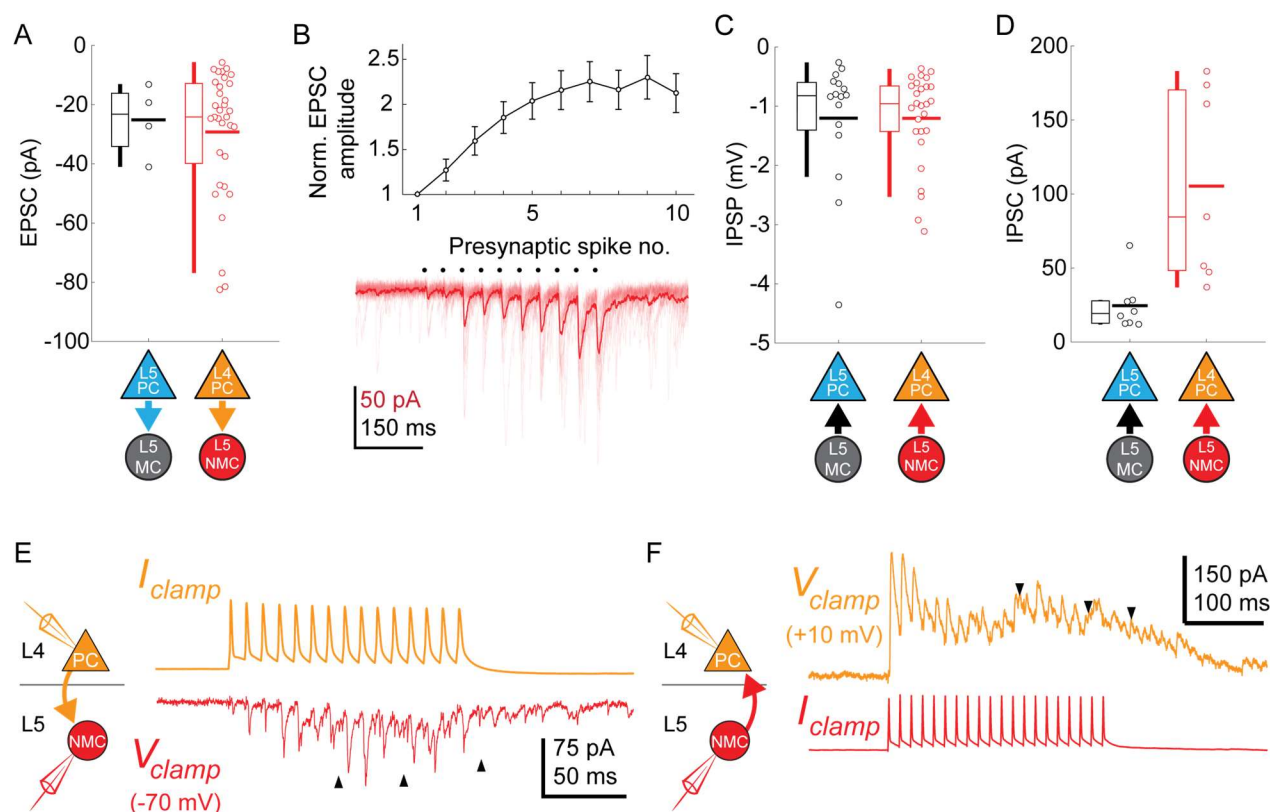 A
0
-20
-40
-60
-80
-100
EPSC (pA)
L5
PC
L4
PC
L5
MC
L5
NMC
B
2.5
2
1.5
1
Norm. EPSC
amplitude
1
5
10
Presynaptic spike no.
50 pA
150 ms
C
0
-1
-2
-3
-4
-5
IPSP (mV)
L5
PC
L4
PC
L5
MC
L5
NMC
D
200
150
100
50
0
IPSC (pA)
L5
PC
L4
PC
L5
MC
L5
NMC
E
I clamp
L4
PC
L5
NMC
V clamp
(-70 mV)
75 pA
50 ms
F
V clamp
(+10 mV)
150 pA
100 ms
L4
PC
L5
NMC
I clamp